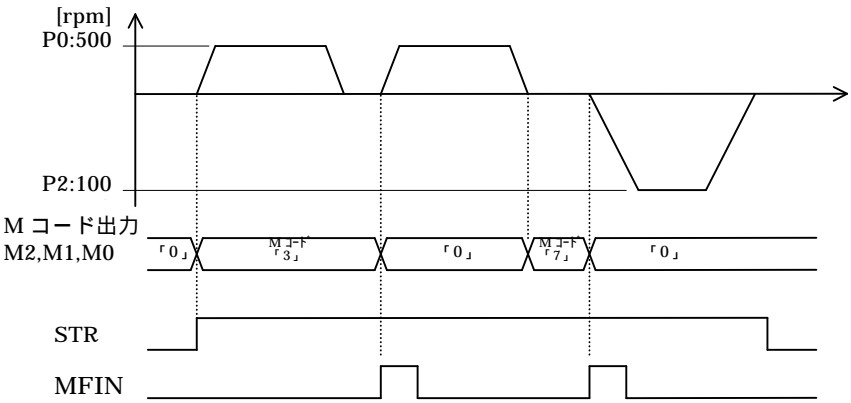 [rpm]
P0:500
P2:100
M コード出力
M2,M1,M0
「0」
Mコード
「3」
「0」
Mコード
「7」
「0」
STR
MFIN